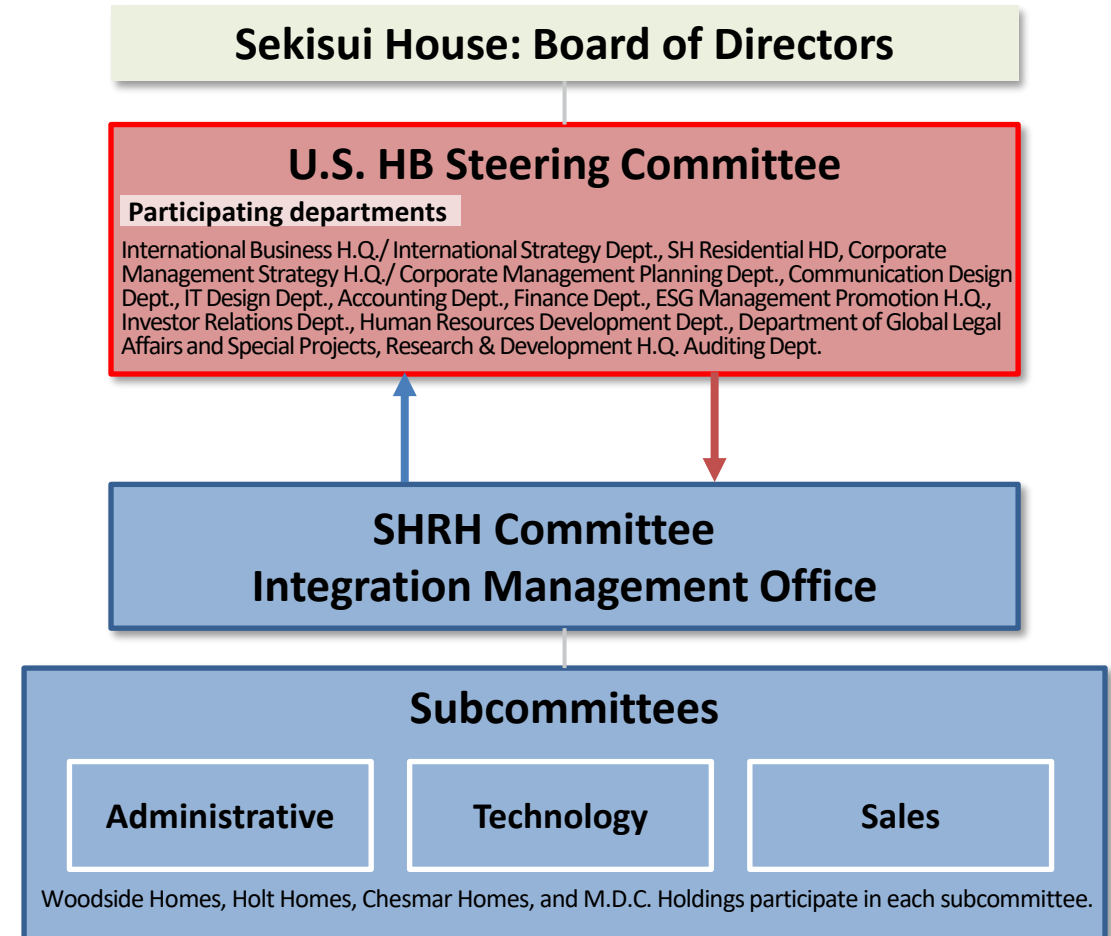 Sekisui House: Board of Directors
U.S. HB Steering Committee
Participating departments
International Business H.Q./ International Strategy Dept., SH Residential HD, Corporate
Management Strategy H.Q./ Corporate Management Planning Dept., Communication Design
Dept., IT Design Dept., Accounting Dept., Finance Dept., ESG Management Promotion H.Q.,
Investor Relations Dept., Human Resources Development Dept., Department of Global Legal
Affairs and Special Projects, Research & Development H.Q. Auditing Dept.
SHRH Committee
Integration Management Office
Subcommittees
Administrative
Technology
Sales
Woodside Homes, Holt Homes, Chesmar Homes, and M.D.C. Holdings participate in each subcommittee.